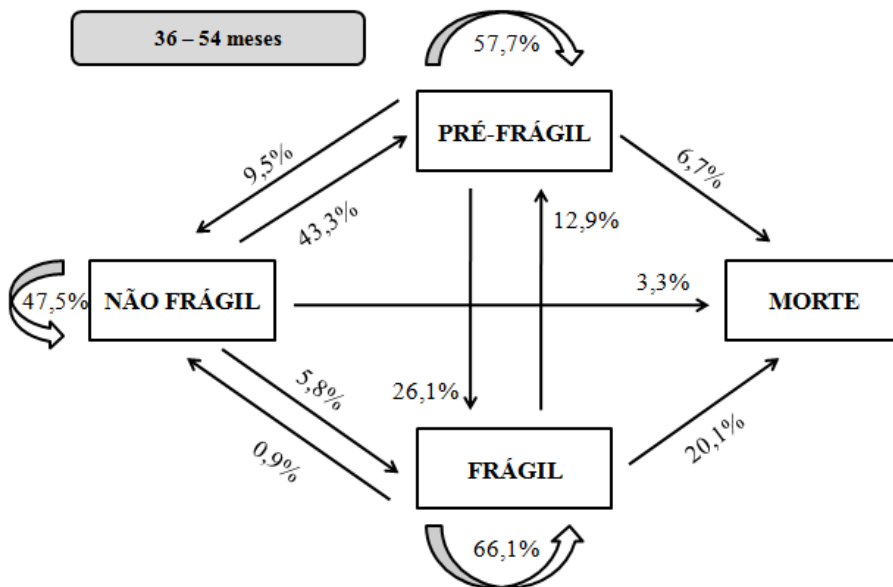 36 – 54 meses
57,7%
PRÉ-FRÁGIL
9,5%
43,3%
6,7%
12,9%
47,5%
NÃO FRÁGIL
3,3%
MORTE
5,8%
0,9%
26,1%
20,1%
FRÁGIL
66,1%